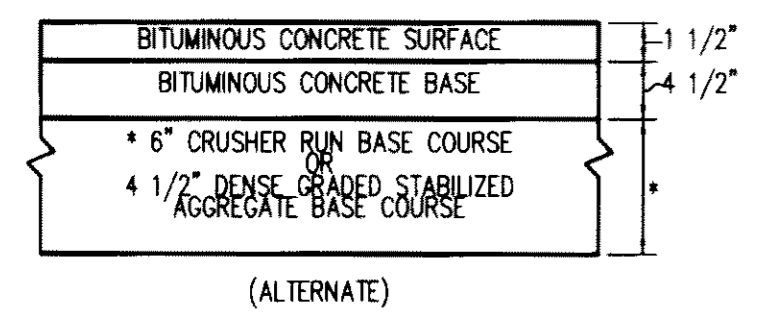 BITUMINOUS CONCRETE SURFACE
1 1/2"
BITUMINOUS CONCRETE BASE
4 1/2"
* 6" CRUSHER RUN BASE COURSE
OR
4 1/2" DENSE GRADED STABILIZED
AGGREGATE BASE COURSE
*
(ALTERNATE)